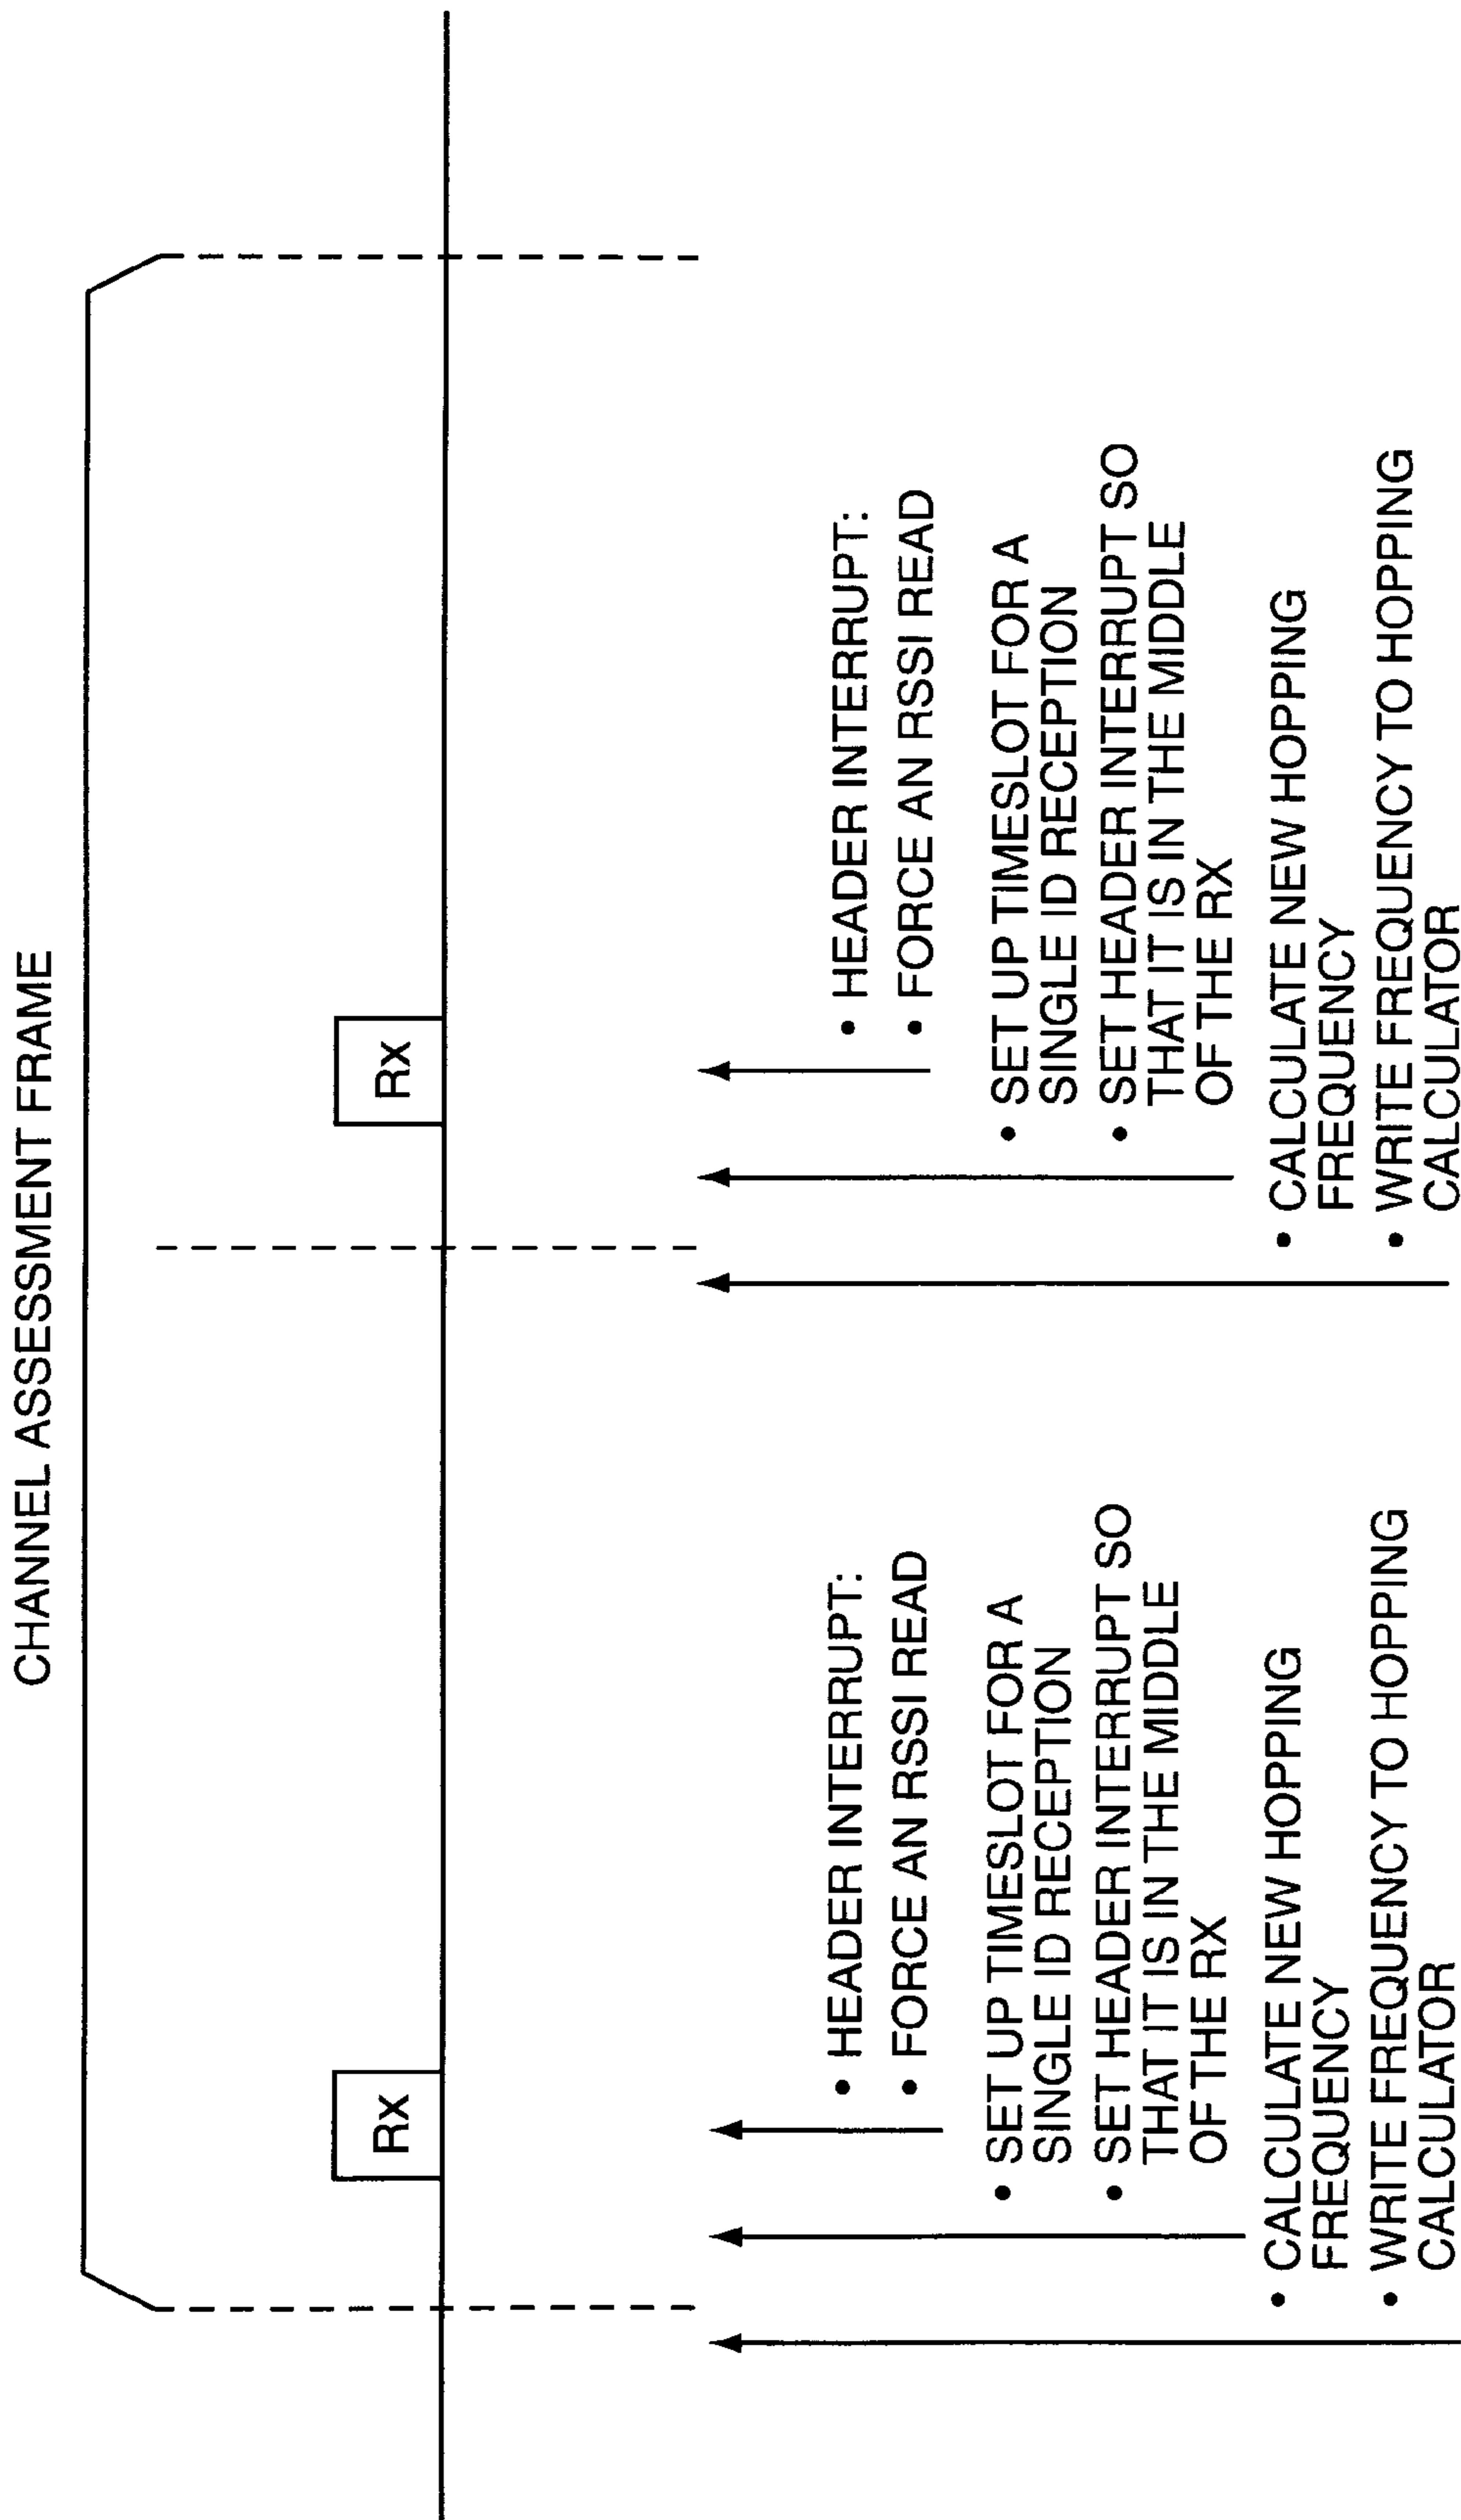 CHANNEL ASSESSMENT FRAME
Rx
Rx
• HEADER INTERRUPT:
• FORCE AN RSSI READ
• SET UP TIMESLOT FOR A
SINGLE ID RECEPTION
• SET HEADER INTERRUPT SO
THAT IT IS IN THE MIDDLE
OF THE RX
• CALCULATE NEW HOPPING
FREQUENCY
• WRITE FREQUENCY TO HOPPING
CALCULATOR
• HEADER INTERRUPT:
• FORCE AN RSSI READ
• SET UP TIMESLOT FOR A
SINGLE ID RECEPTION
• SET HEADER INTERRUPT SO
THAT IT IS IN THE MIDDLE
OF THE RX
• CALCULATE NEW HOPPING
FREQUENCY
• WRITE FREQUENCY TO HOPPING
CALCULATOR